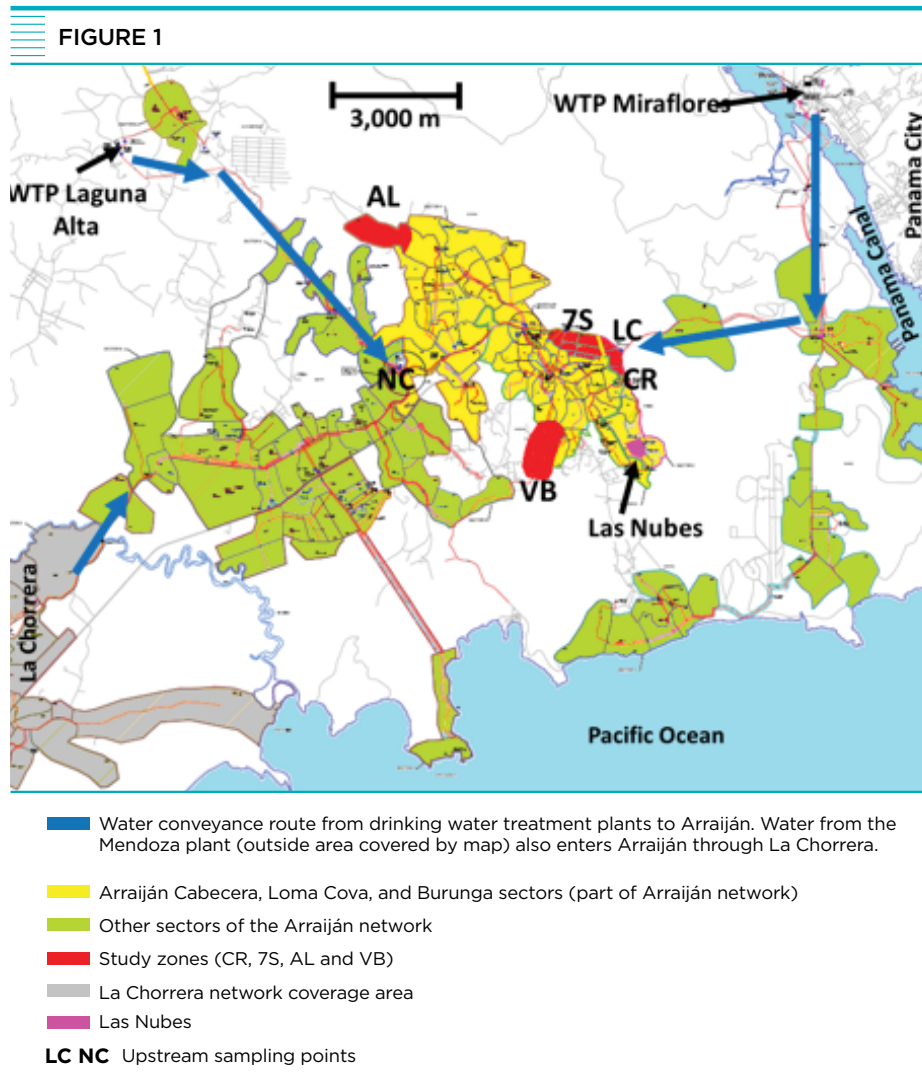 FIGURE 1
3,000 m
WTP Miraflores
Panama City
WTP Laguna
Alta
AL
Panama Canal
7S
LC
NC
CR
VB
Las Nubes
La Chorrera
Pacific Ocean
Water conveyance route from drinking water treatment plants to Arraiján. Water from the
Mendoza plant (outside area covered by map) also enters Arraiján through La Chorrera.
Arraiján Cabecera, Loma Cova, and Burunga sectors (part of Arraiján network)
Other sectors of the Arraiján network
Study zones (CR, 7S, AL and VB)
La Chorrera network coverage area
Las Nubes
LC NC Upstream sampling points